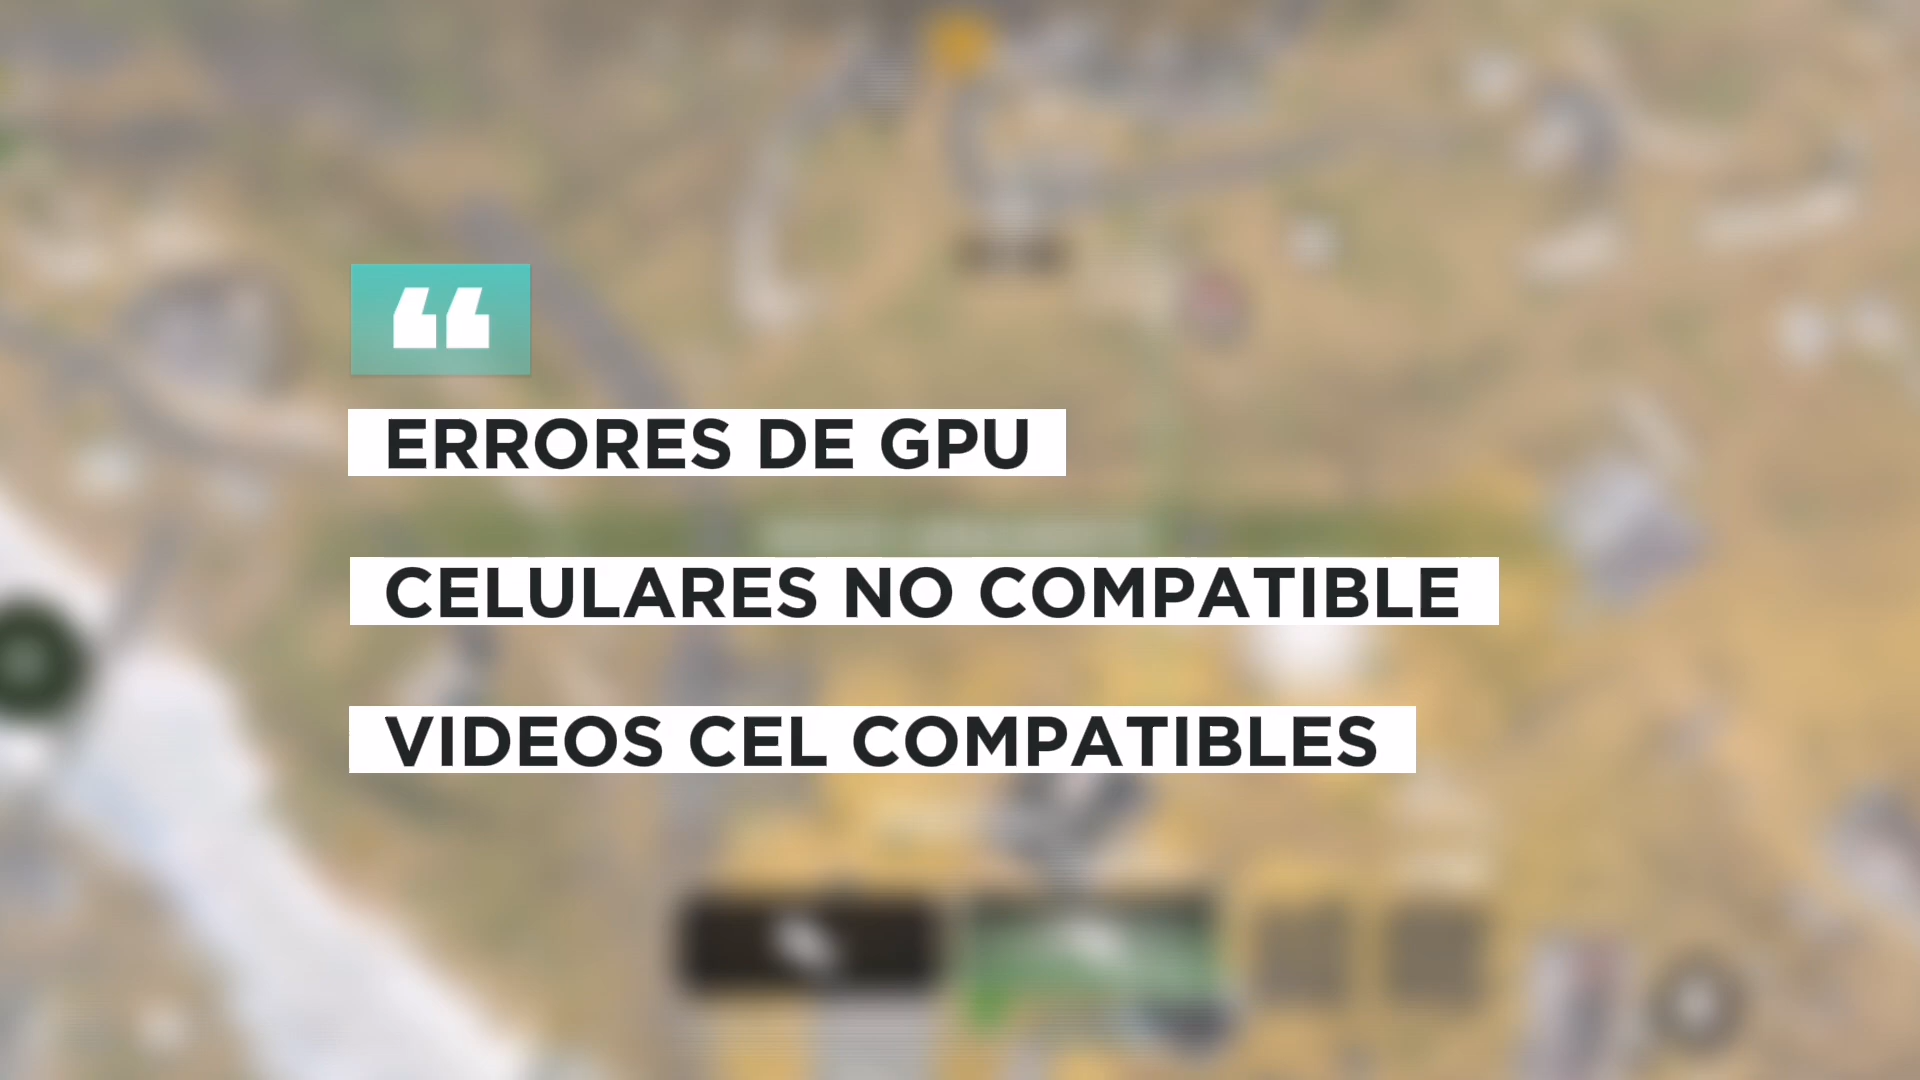 ERRORES DE GPU
CELULARES NO COMPATIBLE
VIDEOS CEL COMPATIBLES